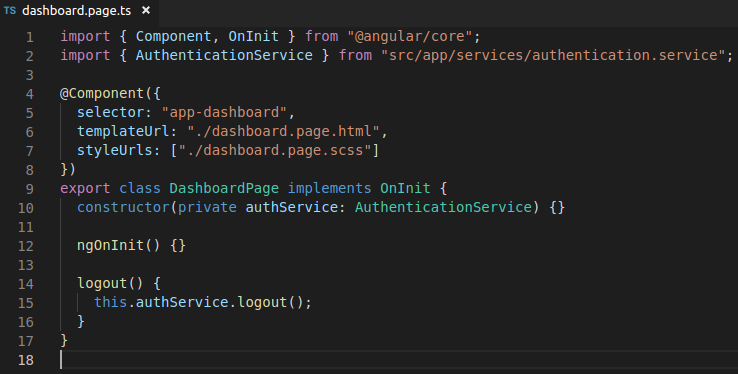 TS dashboard.page.ts ×
1 import { Component, OnInit } from "@angular/core";
2 import { AuthenticationService } from "src/app/services/authentication.service";
3
4 @Component({
5   selector: "app-dashboard",
6   templateUrl: "./dashboard.page.html",
7   styleUrls: ["./dashboard.page.scss"]
8 })
9 export class DashboardPage implements OnInit {
10   constructor(private authService: AuthenticationService) {}
11
12   ngOnInit() {}
13
14   logout() {
15     this.authService.logout();
16   }
17 }
18